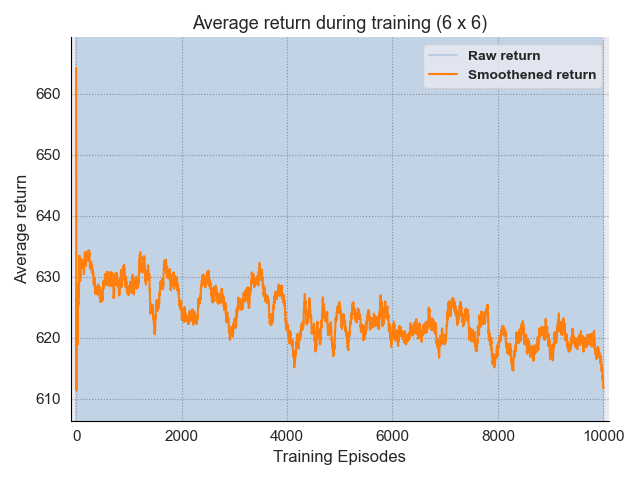 Average return during training (6 x 6)
Raw return
Smoothened return
660
650
640
630
620
610
Average return
0
2000
4000
6000
8000
10000
Training Episodes